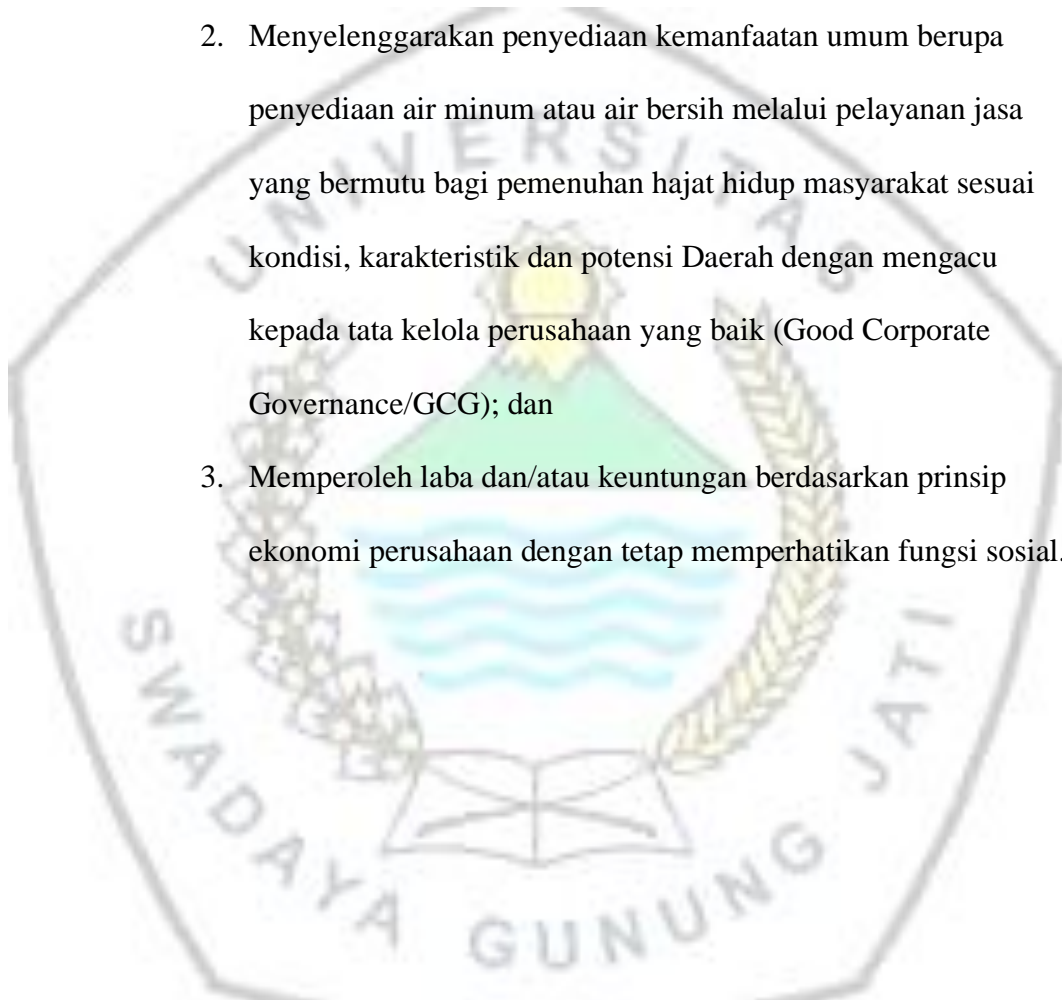 2. Menyelenggarakan penyediaan kemanfaatan umum berupa
penyediaan air minum atau air bersih melalui pelayanan jasa
yang bermutu bagi pemenuhan hajat hidup masyarakat sesuai
kondisi, karakteristik dan potensi Daerah dengan mengacu
kepada tata kelola perusahaan yang baik (Good Corporate
Governance/GCG); dan
3. Memperoleh laba dan/atau keuntungan berdasarkan prinsip
ekonomi perusahaan dengan tetap memperhatikan fungsi sosial.
UNIVERSITAS
SWADAYA GUNUNG JATI